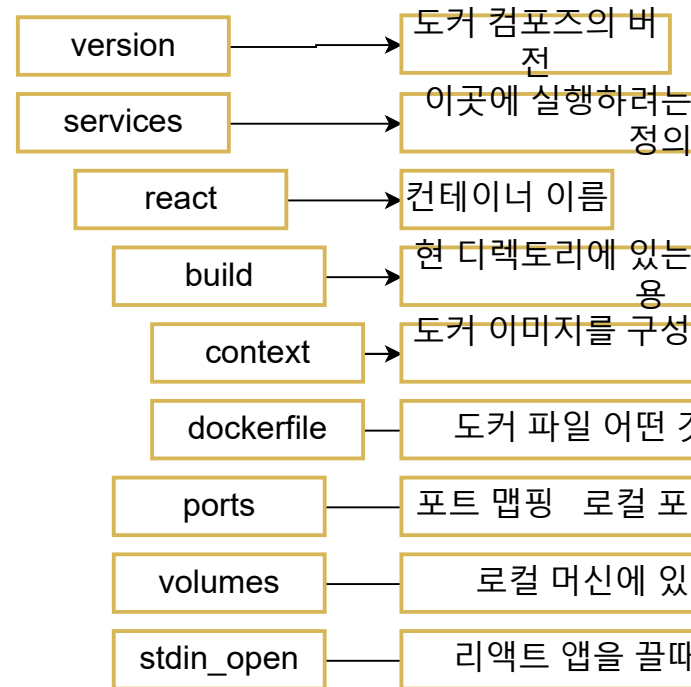 version
도커 컴포즈의 버
전
services
이곳에 실행하려는
정의
react
컨테이너 이름
build
현 디렉토리에 있는
용
context
도커 이미지를 구성
dockerfile
도커 파일 어떤
ports
포트 맵핑 로컬 포
volumes
로컬 머신에 있
stdin_open
리액트 앱을 끌때